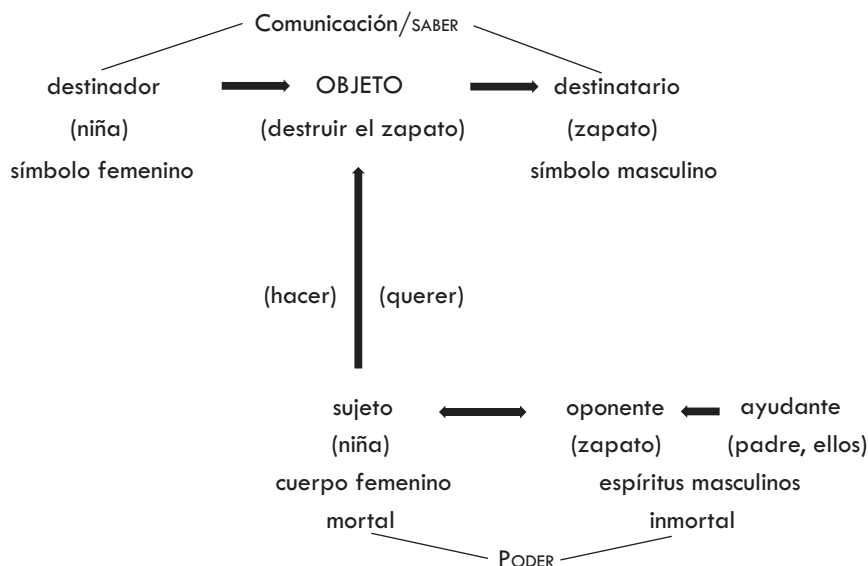 Comunicación/SABER
destinador OBJETO destinatario
(niña) (destruir el zapato) (zapato)
símbolo femenino símbolo masculino
(hacer) (querer)
sujeto oponente ayudante
(niña) (zapato) (padre, ellos)
cuerpo femenino espíritus masculinos
mortal inmortal
PODER